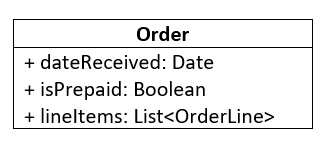 Order
+ dateReceived: Date
+ isPrepaid: Boolean
+ lineItems: List<OrderLine>